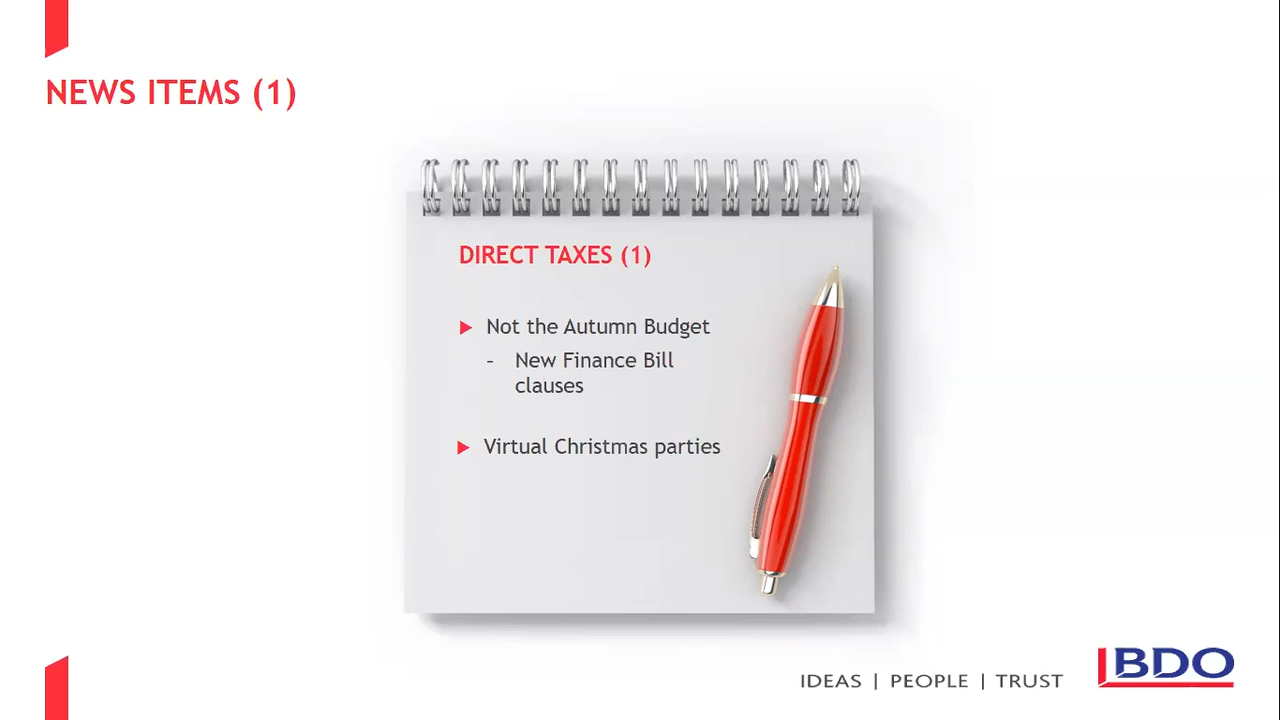 NEWS ITEMS (1)
DIRECT TAXES (1)
Not the Autumn Budget
- New Finance Bill
clauses
Virtual Christmas parties
IDEAS | PEOPLE | TRUST
BDO